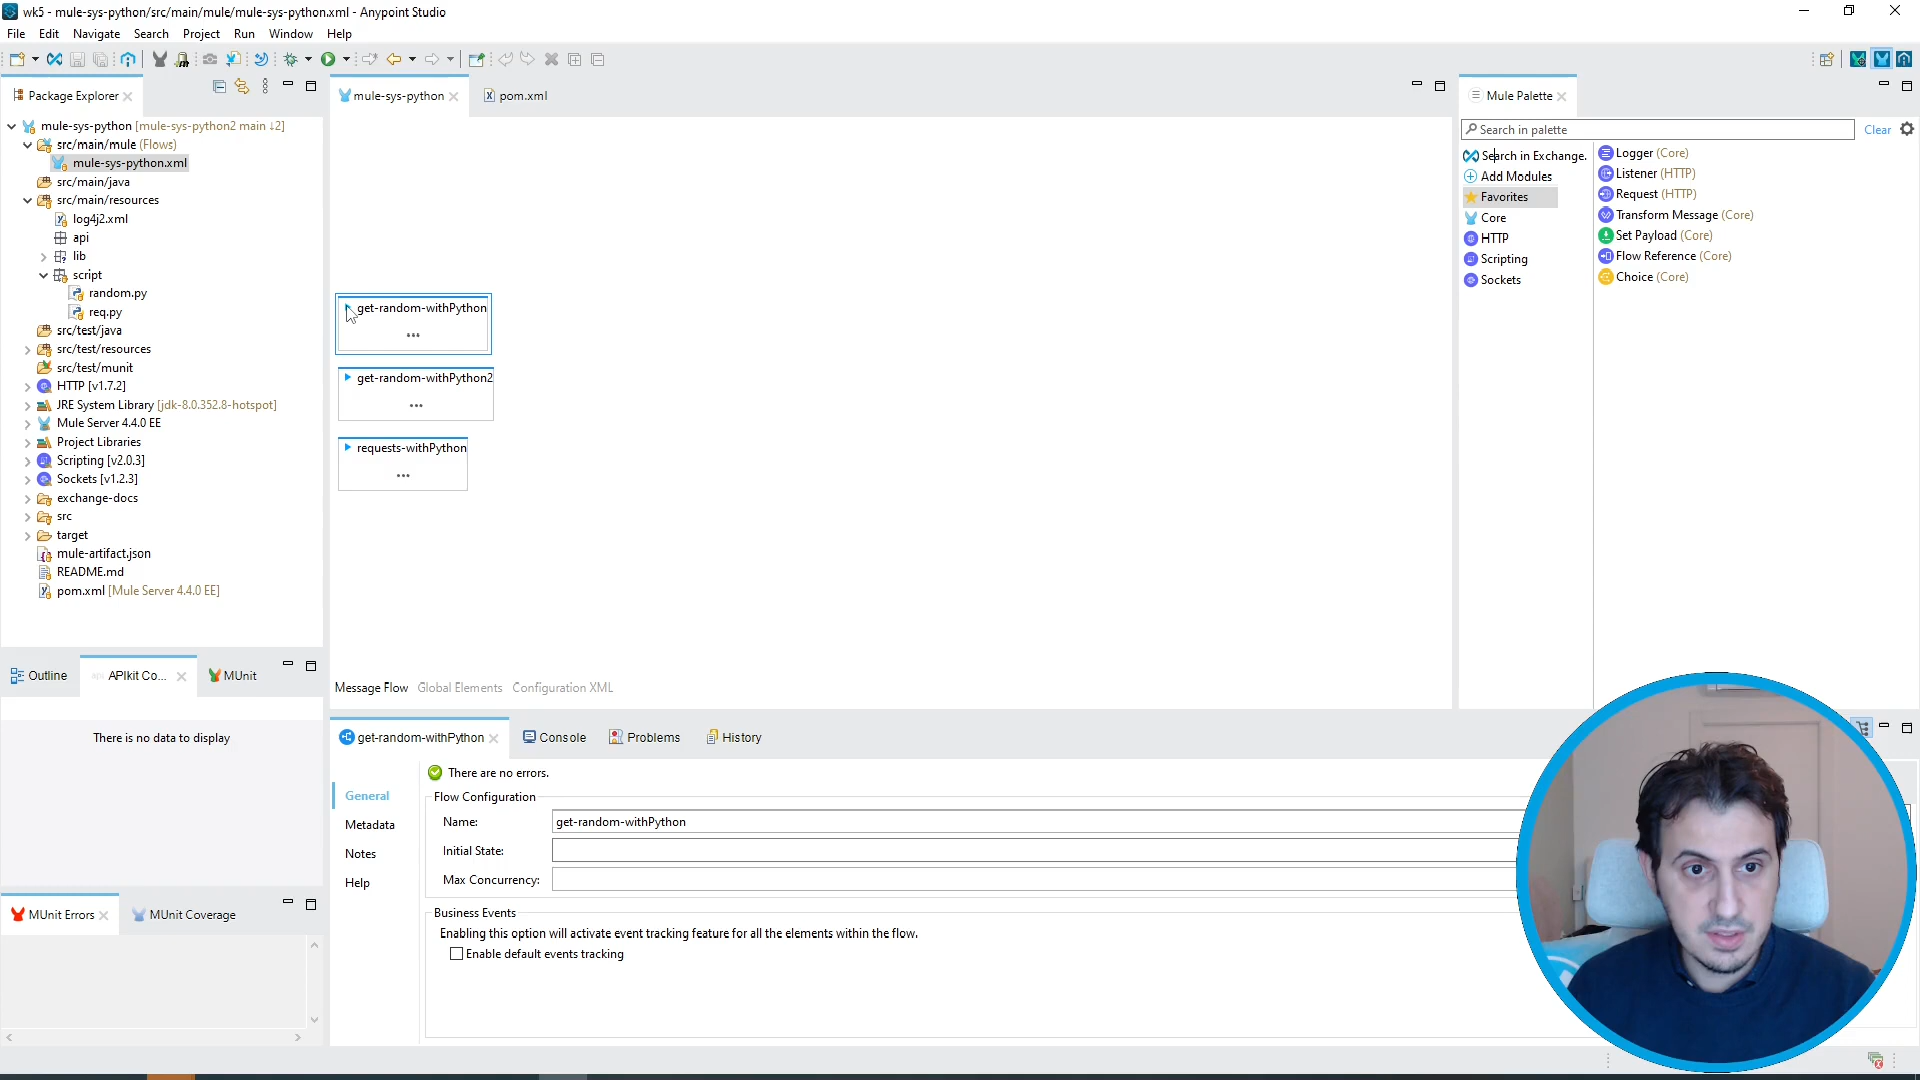 wk5 - mule-sys-python/src/main/mule/mule-sys-python.xml - Anypoint Studio
File Edit Navigate Search Project Run Window Help
Package Explorer
mule-sys-python [mule-sys-python2 main ↓2]
src/main/mule (Flows)
mule-sys-python.xml
src/main/java
src/main/resources
log4j2.xml
api
lib
script
random.py
req.py
src/test/java
src/test/resources
src/test/munit
HTTP [v1.7.2]
JRE System Library [jdk-8.0.352.8-hotspot]
Mule Server 4.4.0 EE
Project Libraries
Scripting [v2.0.3]
Sockets [v1.2.3]
exchange-docs
src
target
mule-artifact.json
README.md
pom.xml [Mule Server 4.4.0 EE]
mule-sys-python
pom.xml
get-random-withPython
get-random-withPython2
requests-withPython
Message Flow Global Elements Configuration XML
Mule Palette
Search in palette
Clear
Search in Exchange.
Add Modules
Favorites
Core
HTTP
Scripting
Sockets
Logger (Core)
Listener (HTTP)
Request (HTTP)
Transform Message (Core)
Set Payload (Core)
Flow Reference (Core)
Choice (Core)
Outline
APIkit Co...
MUnit
There is no data to display
MUnit Errors
MUnit Coverage
get-random-withPython
Console
Problems
History
There are no errors.
General
Metadata
Notes
Help
Flow Configuration
Name: get-random-withPython
Initial State:
Max Concurrency:
Business Events
Enabling this option will activate event tracking feature for all the elements within the flow.
Enable default events tracking